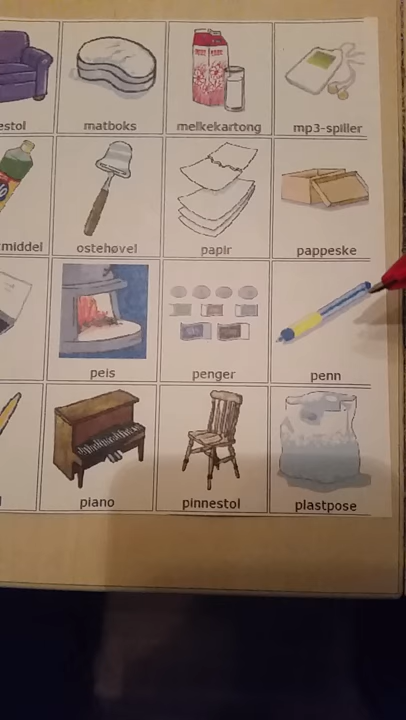 estol matboks melkekartong mp3-spiller
middel ostehøvel papir pappeske
peis penger penn
piano pinnestol plastpose